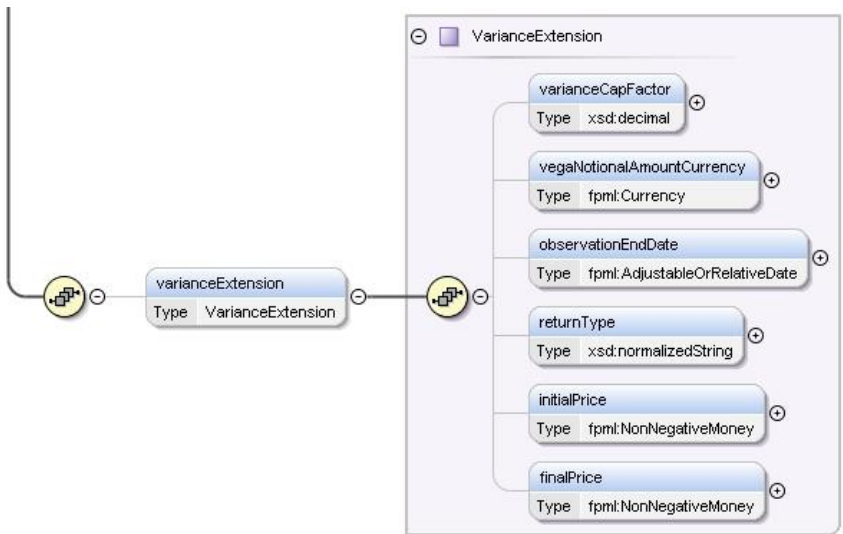 VarianceExtension
varianceCapFactor
Type xsd:decimal
vegaNotionalAmountCurrency
Type fpml:Currency
observationEndDate
Type fpml:AdjustableOrRelativeDate
varianceExtension
Type VarianceExtension
returnType
Type xsd:normalizedString
initialPrice
Type fpml:NonNegativeMoney
finalPrice
Type fpml:NonNegativeMoney